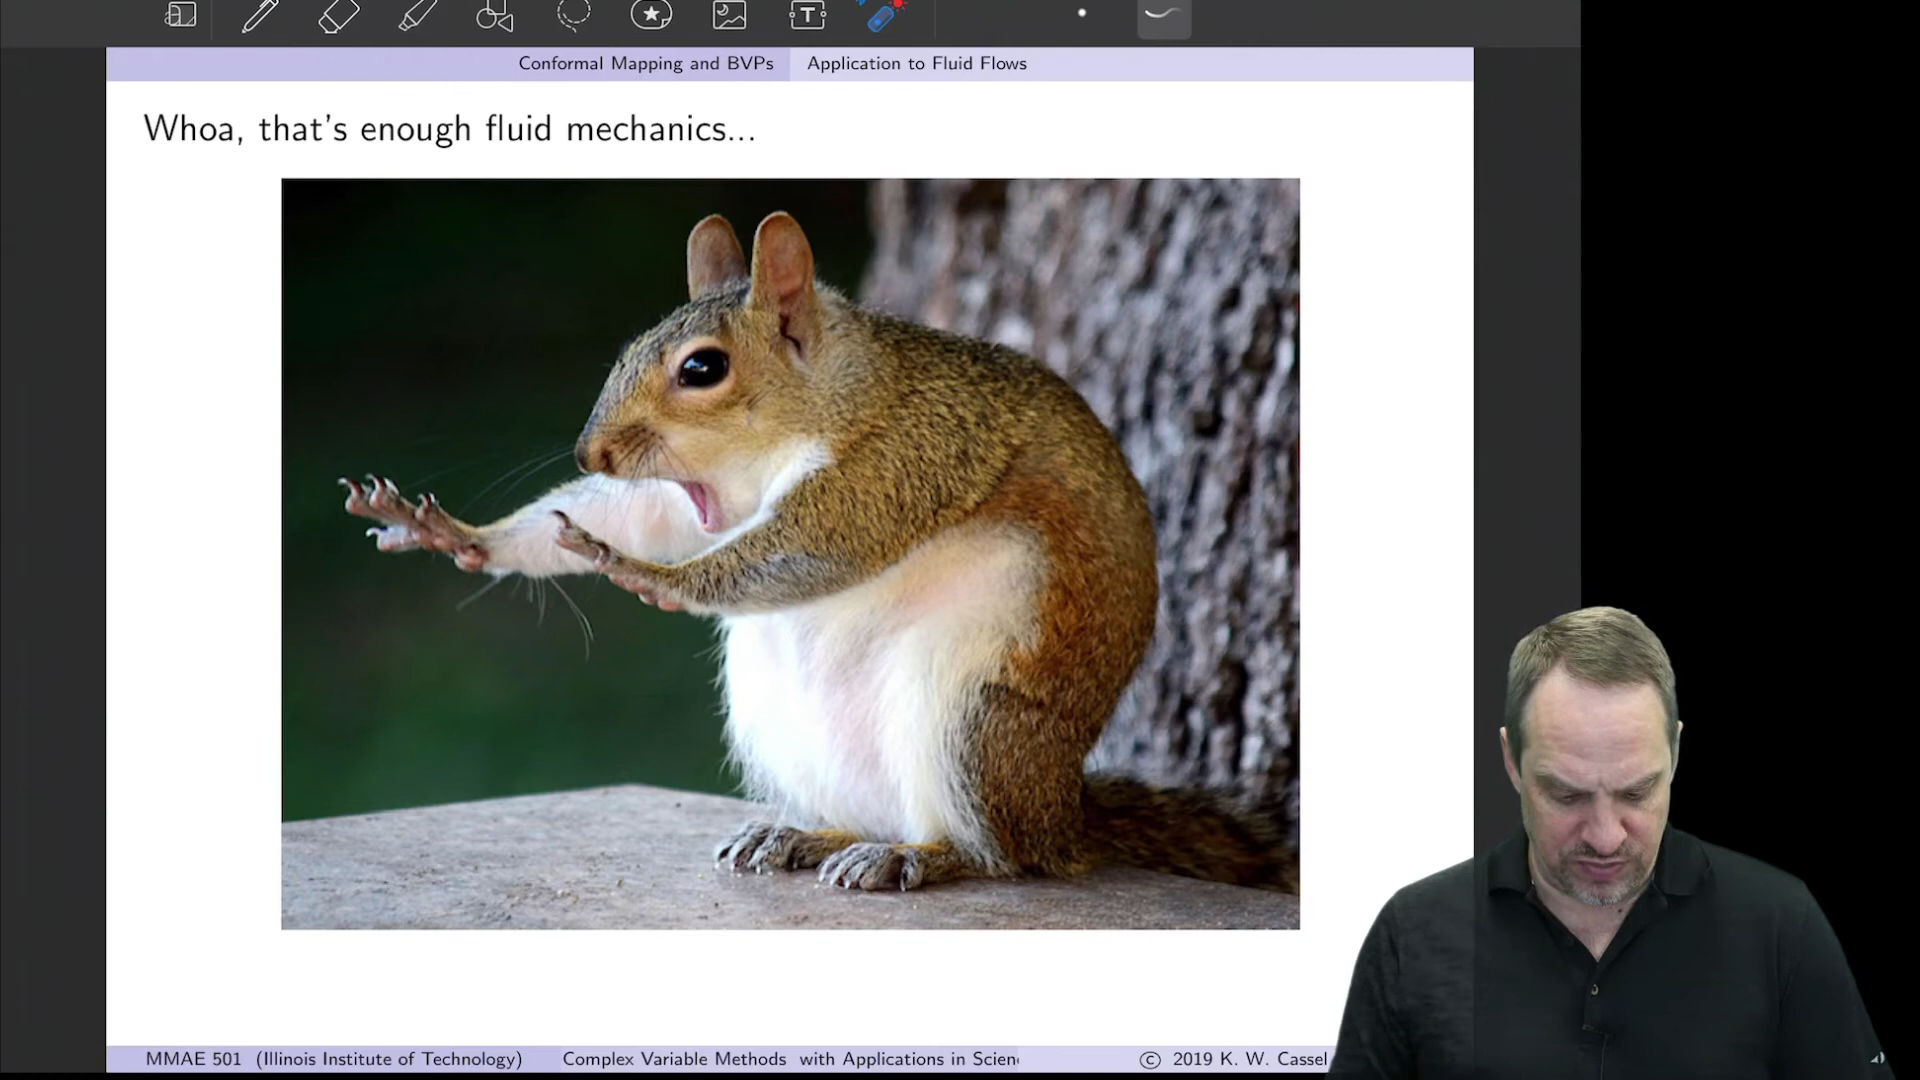 Conformal Mapping and BVPs Application to Fluid Flows
Whoa, that's enough fluid mechanics...
MMAE 501 (Illinois Institute of Technology) Complex Variable Methods with Applications in Scien © 2019 K. W. Cassel